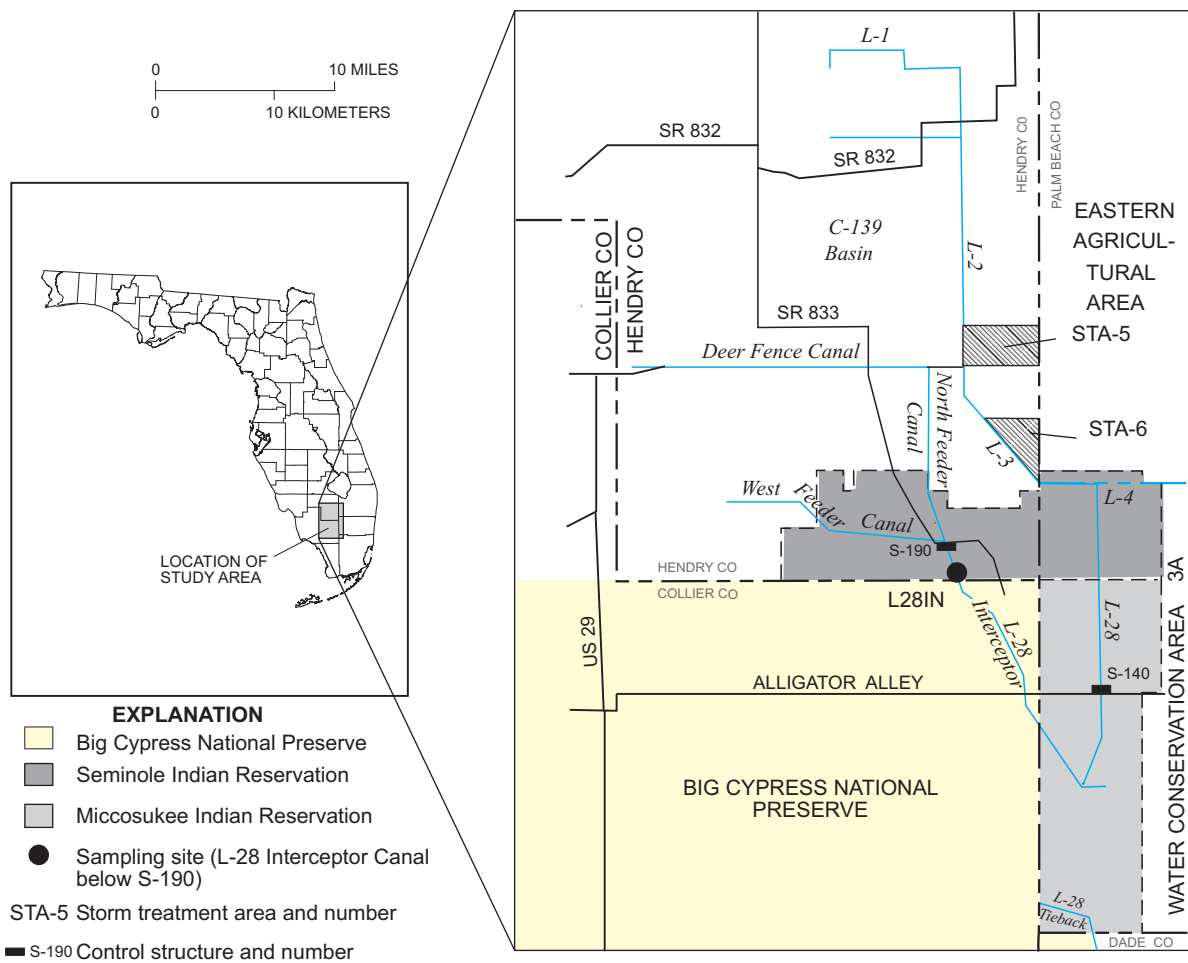 0 10 MILES
0 10 KILOMETERS
LOCATION OF
STUDY AREA
EXPLANATION
Big Cypress National Preserve
Seminole Indian Reservation
Miccosukee Indian Reservation
Sampling site (L-28 Interceptor Canal
below S-190)
STA-5 Storm treatment area and number
S-190 Control structure and number
L-1
SR 832
SR 832
HENDRY CO
PALM BEACH CO
EASTERN
AGRICUL-
TURAL
AREA
C-139
Basin
L-2
COLLIER CO
HENDRY CO
SR 833
STA-5
Deer Fence Canal
North Feeder
Canal
STA-6
L-3
West Feeder Canal
L-4
S-190
HENDRY CO
COLLIER CO
L28IN
L-28
Interceptor
L-28
US 29
S-140
ALLIGATOR ALLEY
BIG CYPRESS NATIONAL
PRESERVE
WATER CONSERVATION AREA 3A
L-28
Tieback
DADE CO